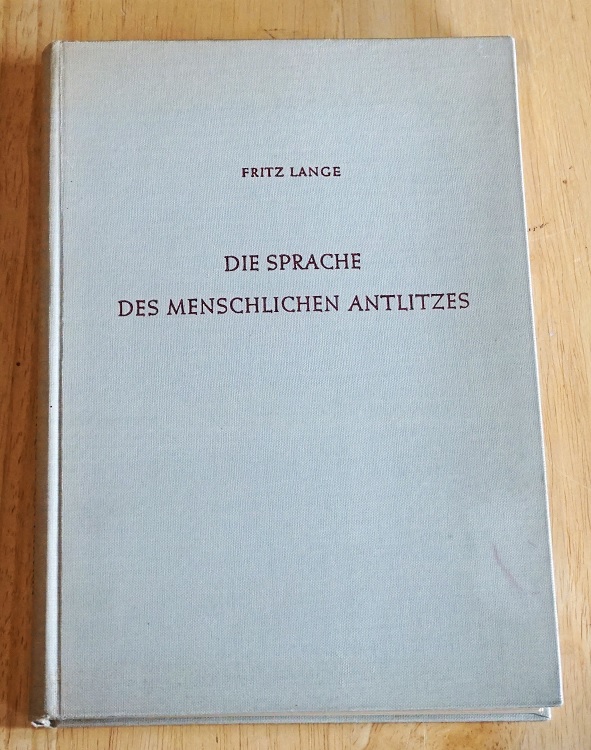 FRITZ LANGE
DIE SPRACHE
DES MENSCHLICHEN ANTLITZES